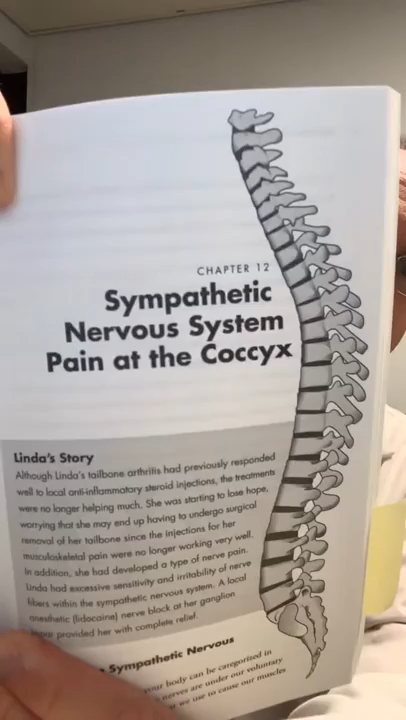 CHAPTER 12
Sympathetic
Nervous System
Pain at the Coccyx
Linda's Story
Although Linda's tailbone arthritis had previously responded
well to local anti-inflammatory steroid injections, the treatments
were no longer helping much. She was starting to lose hope,
worrying that she may end up having to undergo surgical
removal of her tailbone since the injections for her
musculoskeletal pain were no longer working very well.
In addition, she had developed a type of nerve pain.
Linda had excessive sensitivity and irritability of nerve
fibers within the sympathetic nervous system. A local
anesthetic (lidocaine) nerve block at her ganglion
impar provided her with complete relief.
Sympathetic Nervous
your body can be categorized in
nerves are under our voluntary
we use to cause our muscles